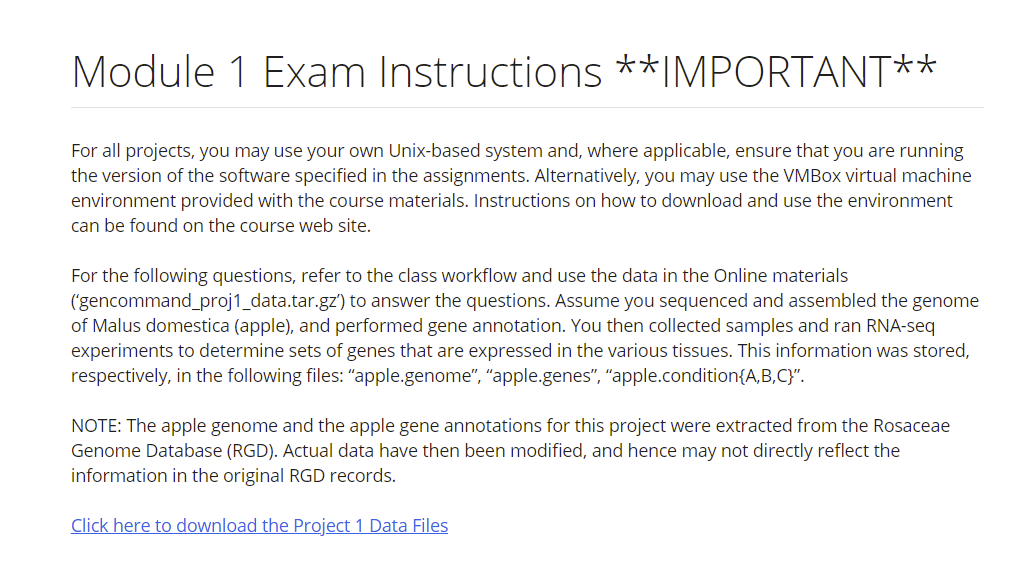 Module 1 Exam Instructions **IMPORTANT**
For all projects, you may use your own Unix-based system and, where applicable, ensure that you are running
the version of the software specified in the assignments. Alternatively, you may use the VMBox virtual machine
environment provided with the course materials. Instructions on how to download and use the environment
can be found on the course web site.
For the following questions, refer to the class workflow and use the data in the Online materials
(‘gencommand_proj1_data.tar.gz’) to answer the questions. Assume you sequenced and assembled the genome
of Malus domestica (apple), and performed gene annotation. You then collected samples and ran RNA-seq
experiments to determine sets of genes that are expressed in the various tissues. This information was stored,
respectively, in the following files: “apple.genome”, “apple.genes”, “apple.condition{A,B,C}”.
NOTE: The apple genome and the apple gene annotations for this project were extracted from the Rosaceae
Genome Database (RGD). Actual data have then been modified, and hence may not directly reflect the
information in the original RGD records.
Click here to download the Project 1 Data Files